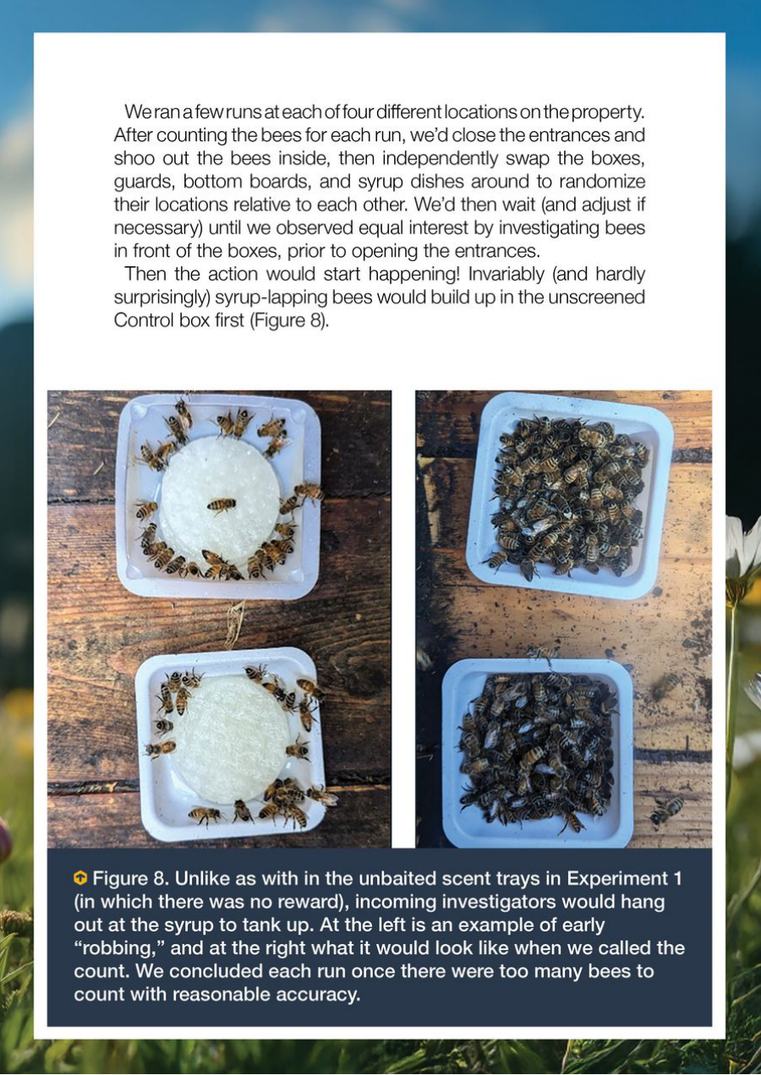 We ran a few runs at each of four different locations on the property.
After counting the bees for each run, we’d close the entrances and
shoo out the bees inside, then independently swap the boxes,
guards, bottom boards, and syrup dishes around to randomize
their locations relative to each other. We’d then wait (and adjust if
necessary) until we observed equal interest by investigating bees
in front of the boxes, prior to opening the entrances.
Then the action would start happening! Invariably (and hardly
surprisingly) syrup-lapping bees would build up in the unscreened
Control box first (Figure 8).
Figure 8. Unlike as with in the unbaited scent trays in Experiment 1
(in which there was no reward), incoming investigators would hang
out at the syrup to tank up. At the left is an example of early
“robbing,” and at the right what it would look like when we called the
count. We concluded each run once there were too many bees to
count with reasonable accuracy.